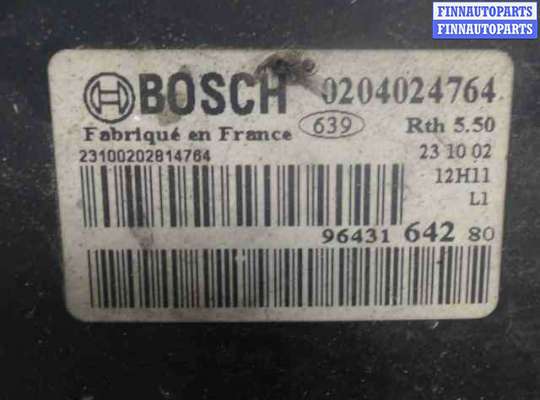 FINNAUTOPARTS
FINNAUTOPARTS
BOSCH 0204024764
Fabriqué en France 639 Rth 5.50
23100202814764 23 10 02
12H11
L1
96431 642 80